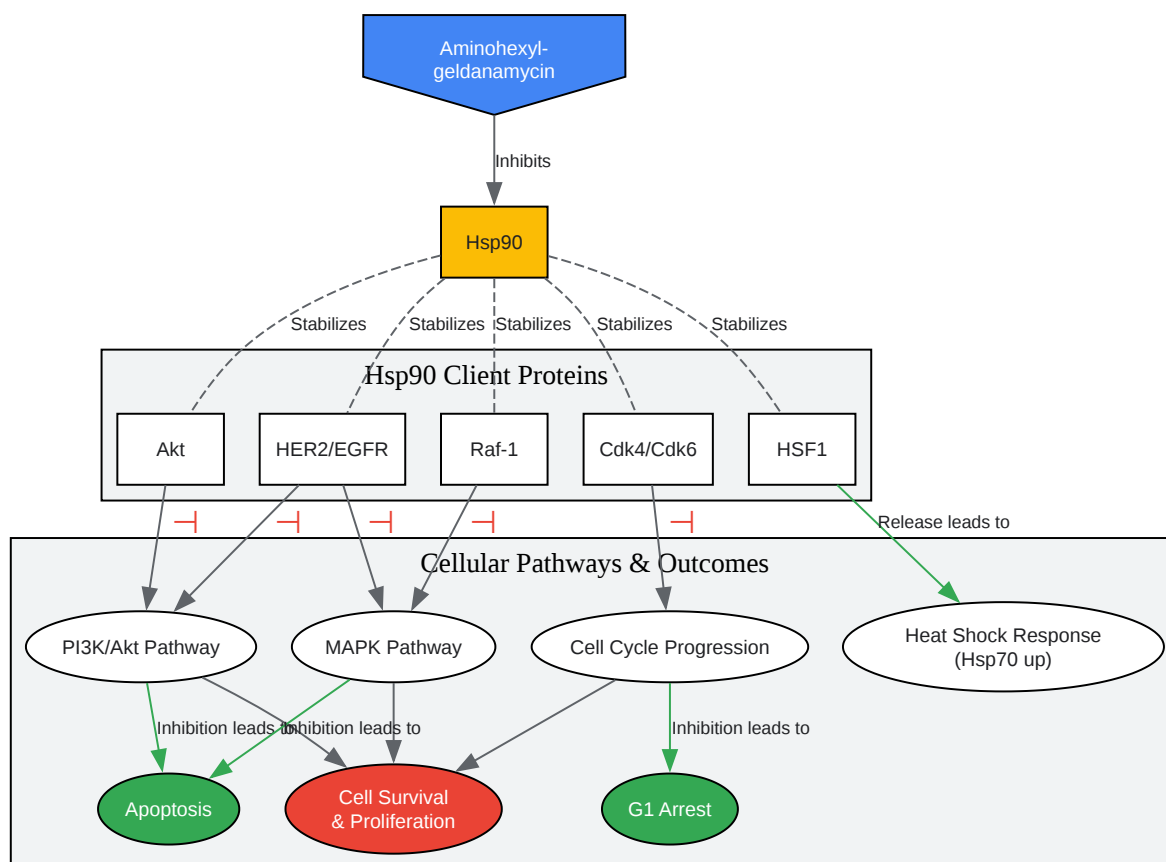 Aminohexyl-
geldanamycin
Inhibits
Hsp90
Stabilizes
Stabilizes
Stabilizes
Stabilizes
Stabilizes
Hsp90 Client Proteins
Akt
HER2/EGFR
Raf-1
Cdk4/Cdk6
HSF1
⊣
⊣
⊣
⊣
⊣
Release leads to
Cellular Pathways & Outcomes
PI3K/Akt Pathway
MAPK Pathway
Cell Cycle Progression
Heat Shock Response
(Hsp70 up)
Inhibition leads to
Inhibition leads to
Inhibition leads to
Apoptosis
Cell Survival
& Proliferation
G1 Arrest